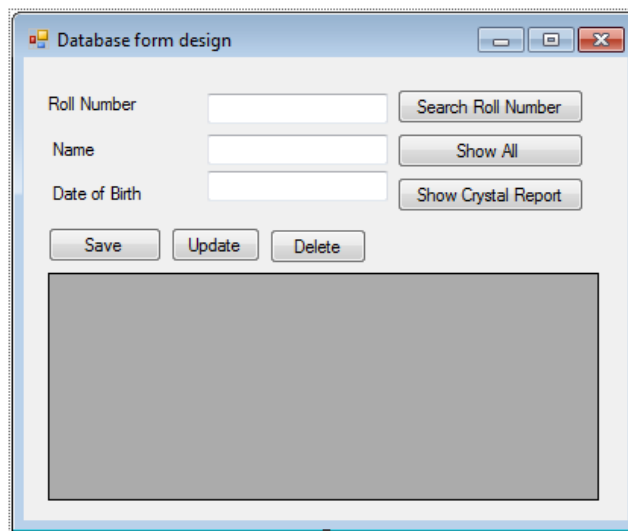 Database form design
Roll Number Search Roll Number
Name Show All
Date of Birth Show Crystal Report
Save Update Delete